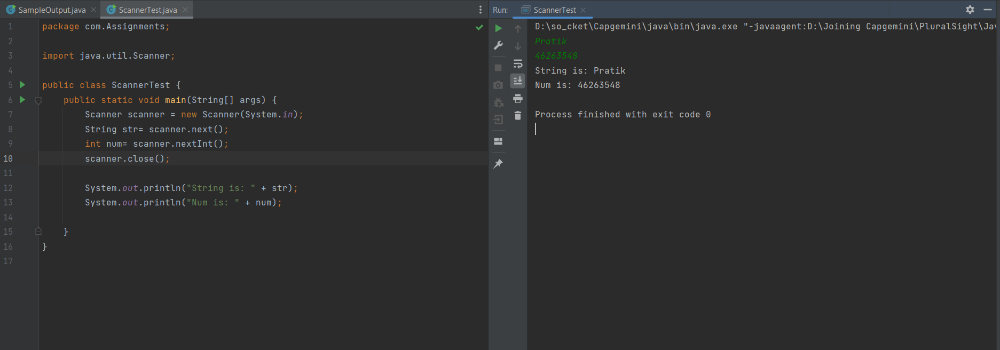 SampleOutput.java
ScannerTest.java
1 package com.Assignments;
2
3 import java.util.Scanner;
4
5 public class ScannerTest {
6 public static void main(String[] args) {
7 Scanner scanner = new Scanner(System.in);
8 String str= scanner.next();
9 int num= scanner.nextInt();
10 scanner.close();
11
12 System.out.println("String is: " + str);
13 System.out.println("Num is: " + num);
14
15 }
16 }
17
Run: ScannerTest
D:\so_cket\Capgemini\java\bin\java.exe "-javaagent:D:\Joining Capgemini\PluralSight\Jav
Pratik
46263548
String is: Pratik
Num is: 46263548
Process finished with exit code 0